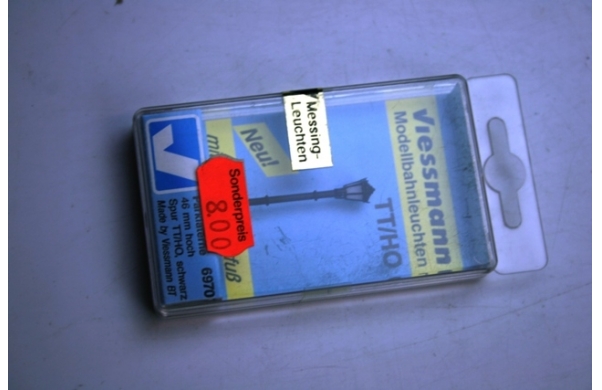 Viessmann
Modellbahnleuchten
TT/HO
Messing-
Leuchten
Neu!
Sonderpreis
8.00
6970
46 mm hoch
Spur TT/HO, schwarz
Made by Viessmann BT